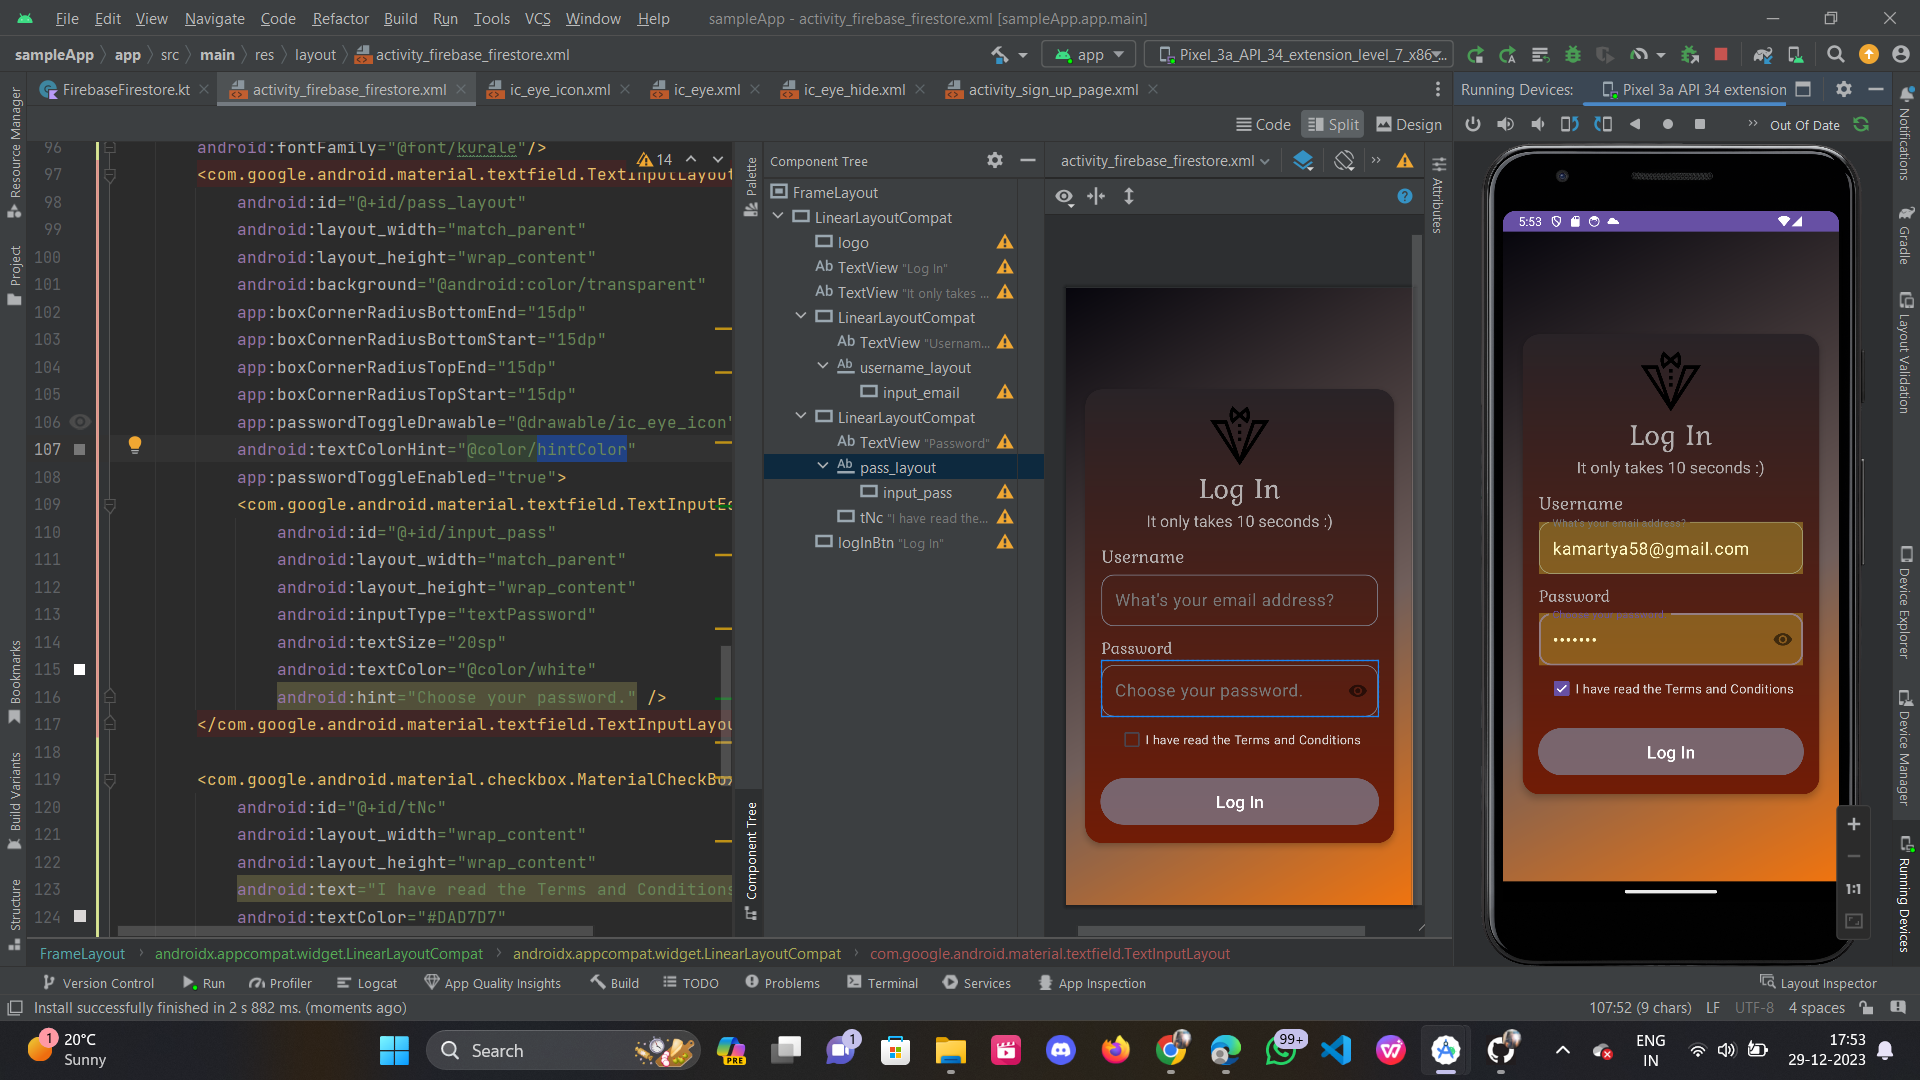 File Edit View Navigate Code Refactor Build Run Tools VCS Window Help sampleApp - activity_firebase_firestore.xml [sampleApp.app.main]
sampleApp app src main res layout activity_firebase_firestore.xml
app Pixel_3a_API_34_extension_level_7_x86...
FirebaseFirestore.kt activity_firebase_firestore.xml ic_eye_icon.xml ic_eye.xml ic_eye_hide.xml activity_sign_up_page.xml
Running Devices: Pixel 3a API 34 extension
Code Split Design
Out Of Date
96 android:fontFamily="@font/kurale"/>
14
97 <com.google.android.material.textfield.TextInputLayout
98 android:id="@+id/pass_layout"
99 android:layout_width="match_parent"
100 android:layout_height="wrap_content"
101 android:background="@android:color/transparent"
102 app:boxCornerRadiusBottomEnd="15dp"
103 app:boxCornerRadiusBottomStart="15dp"
104 app:boxCornerRadiusTopEnd="15dp"
105 app:boxCornerRadiusTopStart="15dp"
106 app:passwordToggleDrawable="@drawable/ic_eye_icon"
107 android:textColorHint="@color/hintColor"
108 app:passwordToggleEnabled="true">
109 <com.google.android.material.textfield.TextInputEd
110 android:id="@+id/input_pass"
111 android:layout_width="match_parent"
112 android:layout_height="wrap_content"
113 android:inputType="textPassword"
114 android:textSize="20sp"
115 android:textColor="@color/white"
116 android:hint="Choose your password." />
117 </com.google.android.material.textfield.TextInputLayou
118
119 <com.google.android.material.checkbox.MaterialCheckBox
120 android:id="@+id/tNc"
121 android:layout_width="wrap_content"
122 android:layout_height="wrap_content"
123 android:text="I have read the Terms and Conditions
124 android:textColor="#DAD7D7"
Resource Manager
Project
Bookmarks
Build Variants
Structure
Palette
Component Tree
Component Tree
FrameLayout
LinearLayoutCompat
logo
TextView "Log In"
TextView "It only takes ...
LinearLayoutCompat
TextView "Usernam...
username_layout
input_email
LinearLayoutCompat
TextView "Password"
pass_layout
input_pass
tNc "I have read the...
logInBtn "Log In"
activity_firebase_firestore.xml
Log In
It only takes 10 seconds :)
Username
What's your email address?
Password
Choose your password.
I have read the Terms and Conditions
Log In
Attributes
5:53
Log In
It only takes 10 seconds :)
Username
What's your email address?
kamartya58@gmail.com
Password
I have read the Terms and Conditions
Log In
1:1
Notifications
Gradle
Layout Validation
Device Explorer
Device Manager
Running Devices
FrameLayout androidx.appcompat.widget.LinearLayoutCompat androidx.appcompat.widget.LinearLayoutCompat com.google.android.material.textfield.TextInputLayout
Version Control Run Profiler Logcat App Quality Insights Build TODO Problems Terminal Services App Inspection Layout Inspector
Install successfully finished in 2 s 882 ms. (moments ago) 107:52 (9 chars) LF UTF-8 4 spaces
1 20°C
Sunny
Search
PRE
1
99+
ENG
IN
17:53
29-12-2023